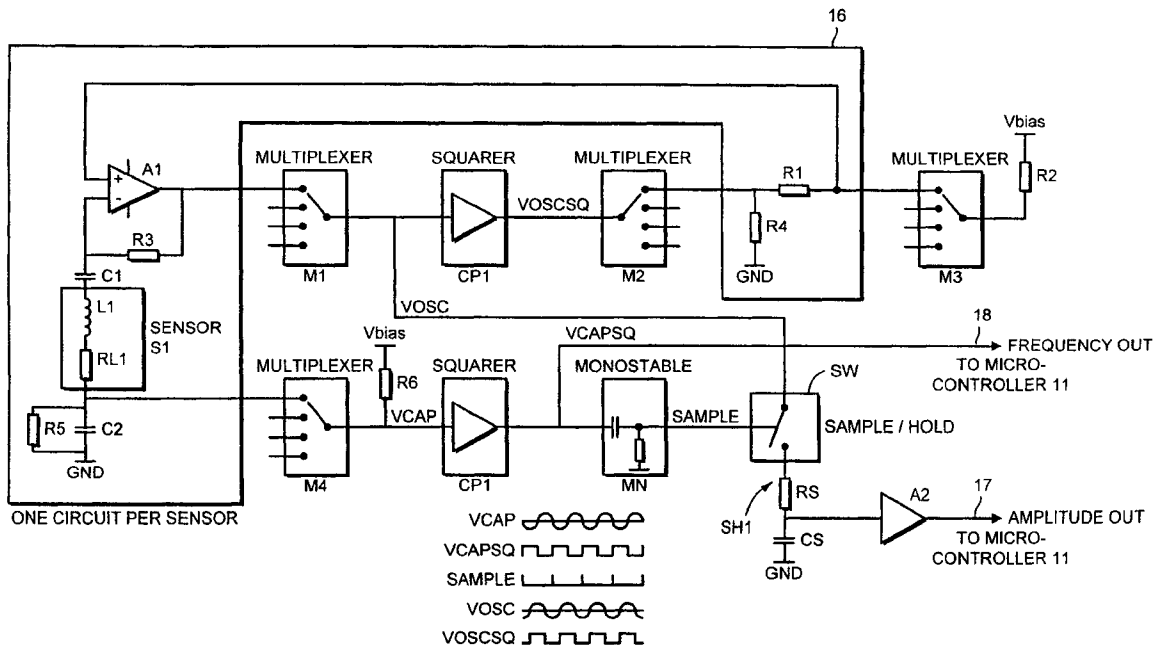 16
Vbias
MULTIPLEXER
SQUARER
MULTIPLEXER
MULTIPLEXER
R2
A1
+
-
R1
VOSCSQ
R3
R4
C1
GND
M1
CP1
M2
M3
L1
SENSOR
S1
RL1
VOSC
18
VCAPSQ
FREQUENCY OUT
TO MICRO-
CONTROLLER 11
Vbias
MULTIPLEXER
R6
SQUARER
MONOSTABLE
SW
VCAP
SAMPLE
SAMPLE / HOLD
R5
C2
GND
M4
CP1
MN
ONE CIRCUIT PER SENSOR
RS
A2
17
SH1
AMPLITUDE OUT
TO MICRO-
CONTROLLER 11
CS
GND
VCAP
VCAPSQ
SAMPLE
VOSC
VOSCSQ